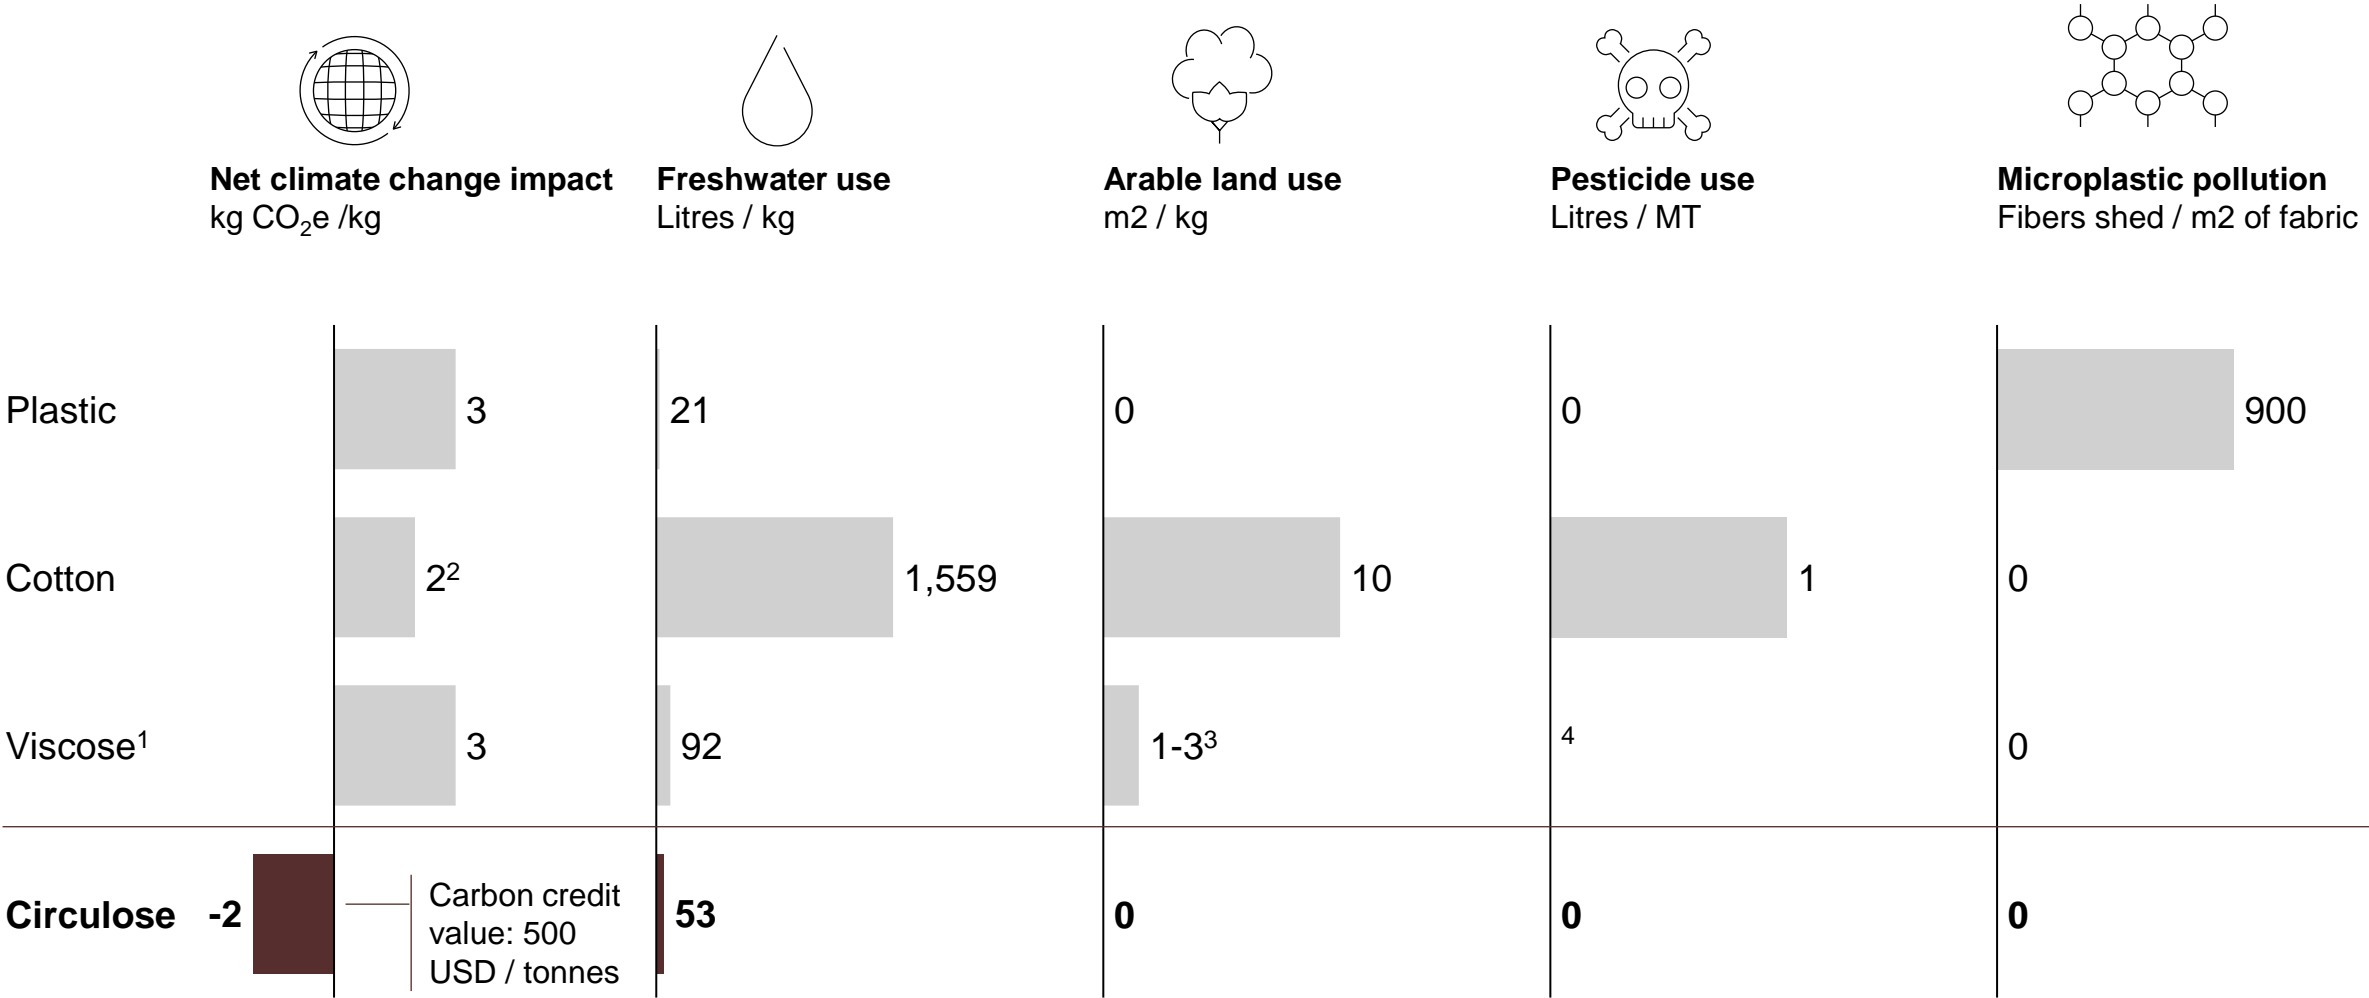 Net climate change impact
kg CO₂e /kg
Freshwater use
Litres / kg
Arable land use
m2 / kg
Pesticide use
Litres / MT
Microplastic pollution
Fibers shed / m2 of fabric
Plastic
3
21
0
0
900
Cotton
2²
1,559
10
1
0
Viscose¹
3
92
1-3³
⁴
0
Circulose
-2
Carbon credit
value: 500
USD / tonnes
53
0
0
0